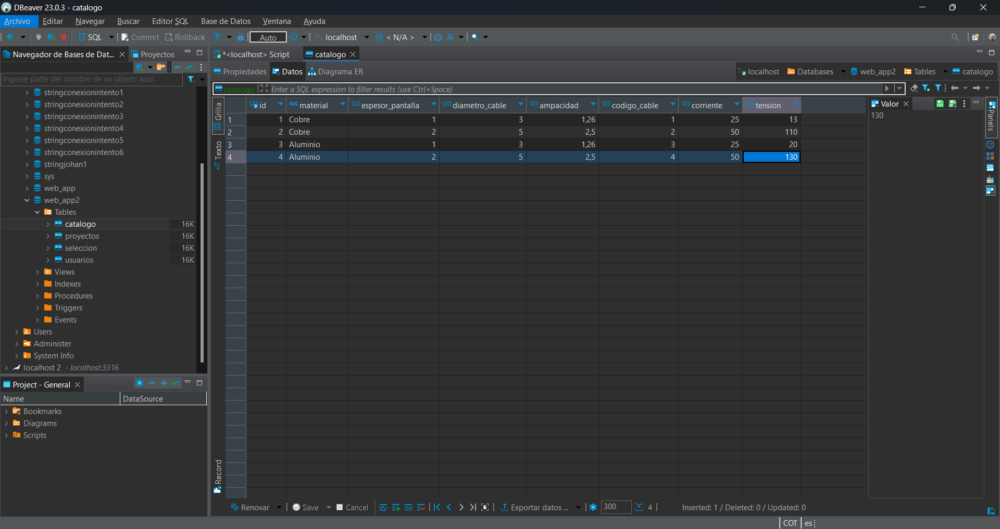 DBeaver 23.0.3 - catalogo
Archivo Editar Navegar Buscar Editor SQL Base de Datos Ventana Ayuda
SQL Commit Rollback Auto localhost < N/A >
Navegador de Bases de Dat... Proyectos
*<localhost> Script catalogo
Propiedades Datos Diagrama ER localhost Databases web_app2 Tables catalogo
Ingrese parte del nombre de un objeto aquí
catalogo Enter a SQL expression to filter results (use Ctrl+Space)
stringconexionintento1
stringconexionintento2
stringconexionintento3
stringconexionintento4
stringconexionintento5
stringconexionintento6
stringjohan1
sys
web_app
web_app2
Tables
catalogo 16K
proyectos 16K
seleccion 16K
usuarios 16K
Views
Indexes
Procedures
Triggers
Events
Users
Administer
System Info
localhost 2 - localhost:3316
Project - General
Name DataSource
Bookmarks
Diagrams
Scripts
Grilla
Texto
Record
123 id ABC material 123 espesor_pantalla 123 diametro_cable 123 ampacidad 123 codigo_cable 123 corriente 123 tension
1 1 Cobre 1 3 1,26 1 25 13
2 2 Cobre 2 5 2,5 2 50 110
3 3 Aluminio 1 3 1,26 3 25 20
4 4 Aluminio 2 5 2,5 4 50 130
Valor
130
Panels
Renovar Save Cancel Exportar datos ... 300 4 Inserted: 1 / Deleted: 0 / Updated: 0
COT es